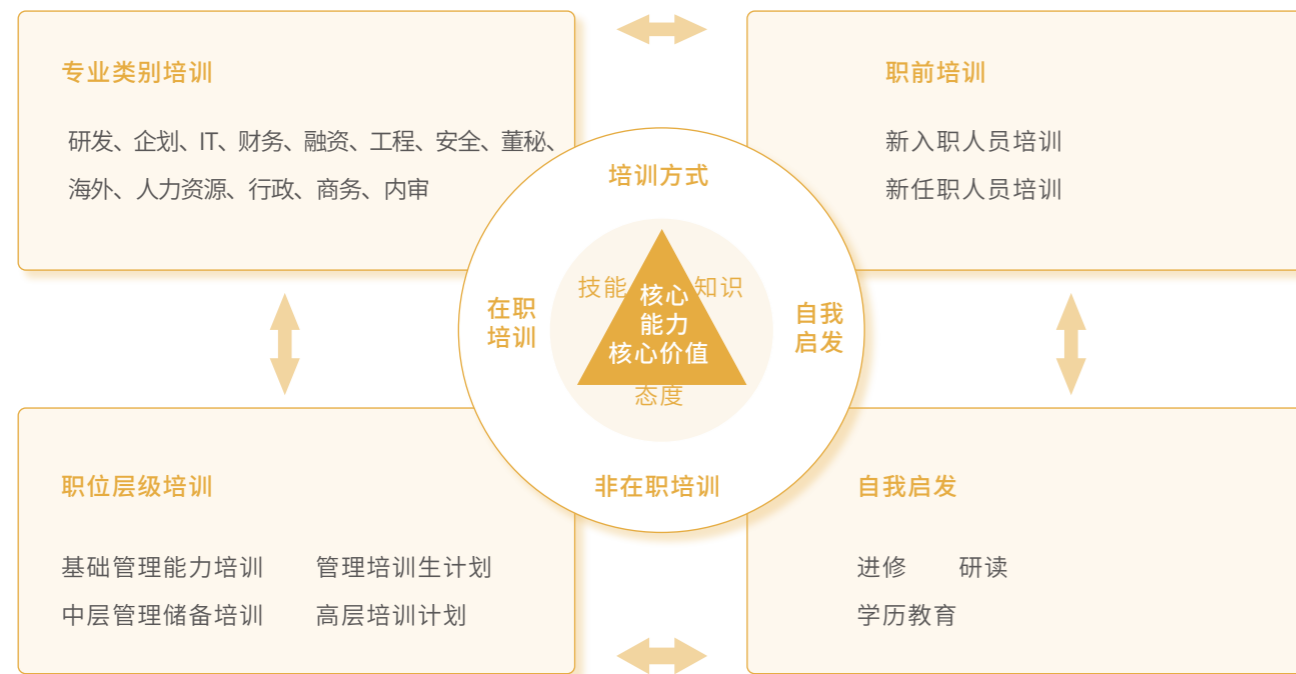 专业类别培训
研发、企划、IT、财务、融资、工程、安全、董秘、
海外、人力资源、行政、商务、内审
职前培训
新入职人员培训
新任职人员培训
培训方式
在职
培训
技能
知识
核心
能力
核心价值
态度
自我
启发
非在职培训
职位层级培训
基础管理能力培训 管理培训生计划
中层管理储备培训 高层培训计划
自我启发
进修 研读
学历教育